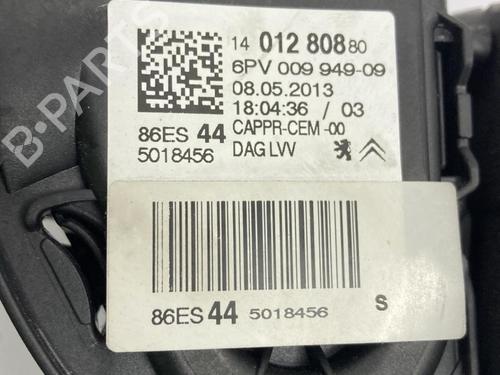 14 012 808 80
6PV 009 949-09
08.05.2013
18:04:36 / 03
86ES 44 CAPPR-CEM -00
5018456 DAG LVV
86ES 44 5018456 S